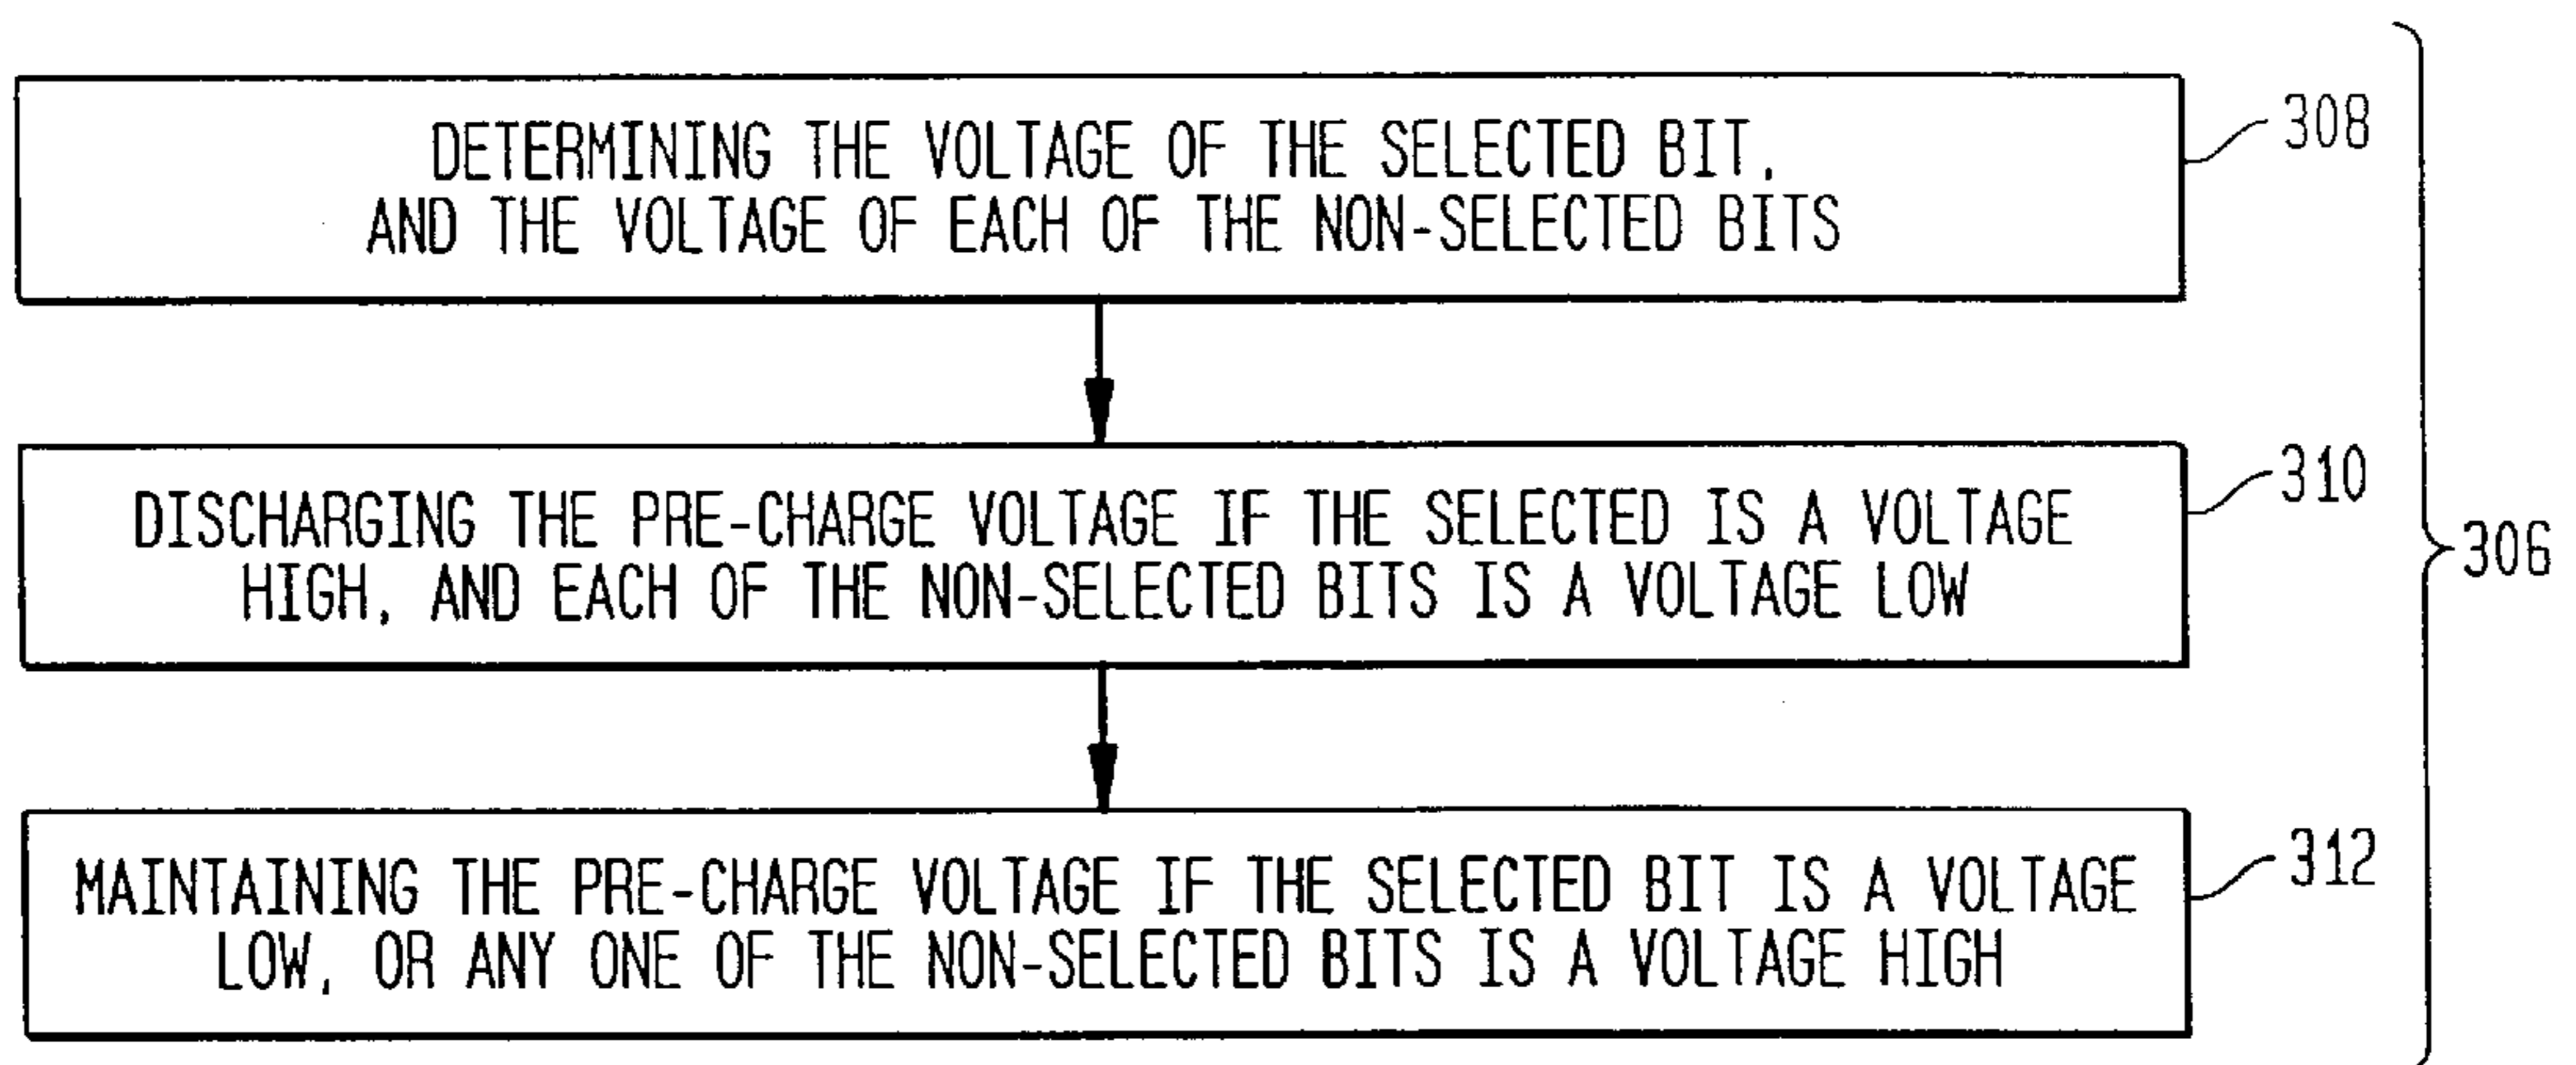 DETERMINING THE VOLTAGE OF THE SELECTED BIT,
AND THE VOLTAGE OF EACH OF THE NON-SELECTED BITS
308
DISCHARGING THE PRE-CHARGE VOLTAGE IF THE SELECTED IS A VOLTAGE
HIGH, AND EACH OF THE NON-SELECTED BITS IS A VOLTAGE LOW
310
306
MAINTAINING THE PRE-CHARGE VOLTAGE IF THE SELECTED BIT IS A VOLTAGE
LOW, OR ANY ONE OF THE NON-SELECTED BITS IS A VOLTAGE HIGH
312